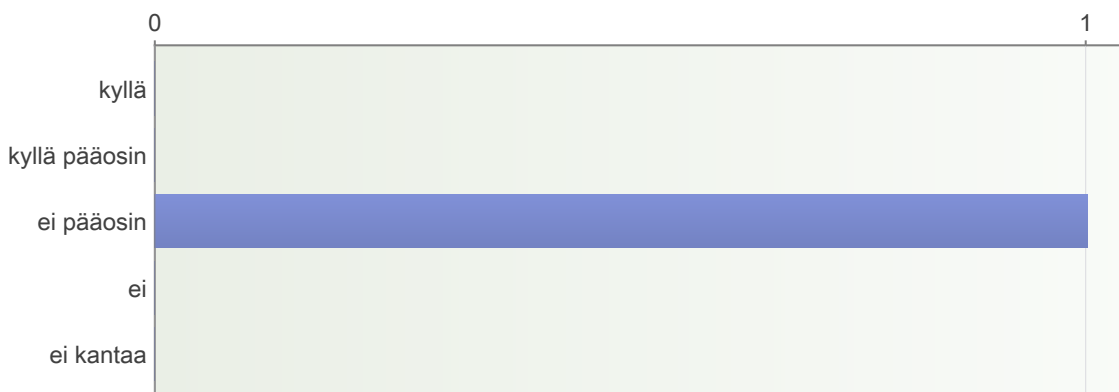 0 1
kyllä
kyllä pääosin
ei pääosin
ei
ei kantaa